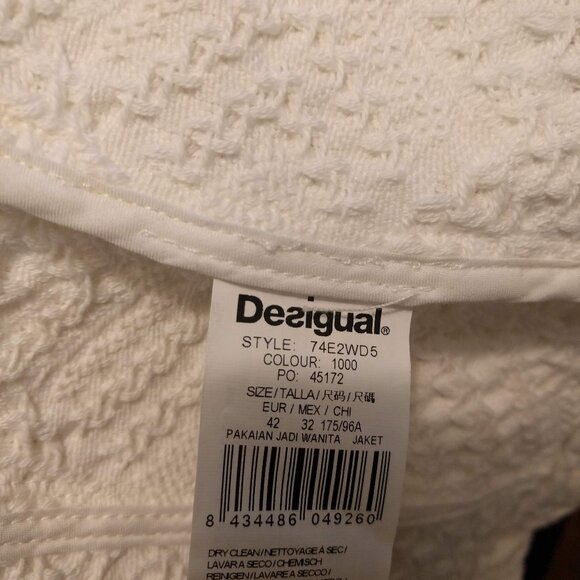 Desigual®
STYLE: 74E2WD5
COLOUR: 1000
PO: 45172
SIZE/TALLA/尺码/尺碼
EUR / MEX / CHI
42 32 175/96A
PAKAIAN JADI WANITA JAKET
8 434486 049260
DRY CLEAN/NETTOYAGE A SEC/
LAVAR A SECO/CHEMISCH
REINIGEN/LAVARE A SECCO/